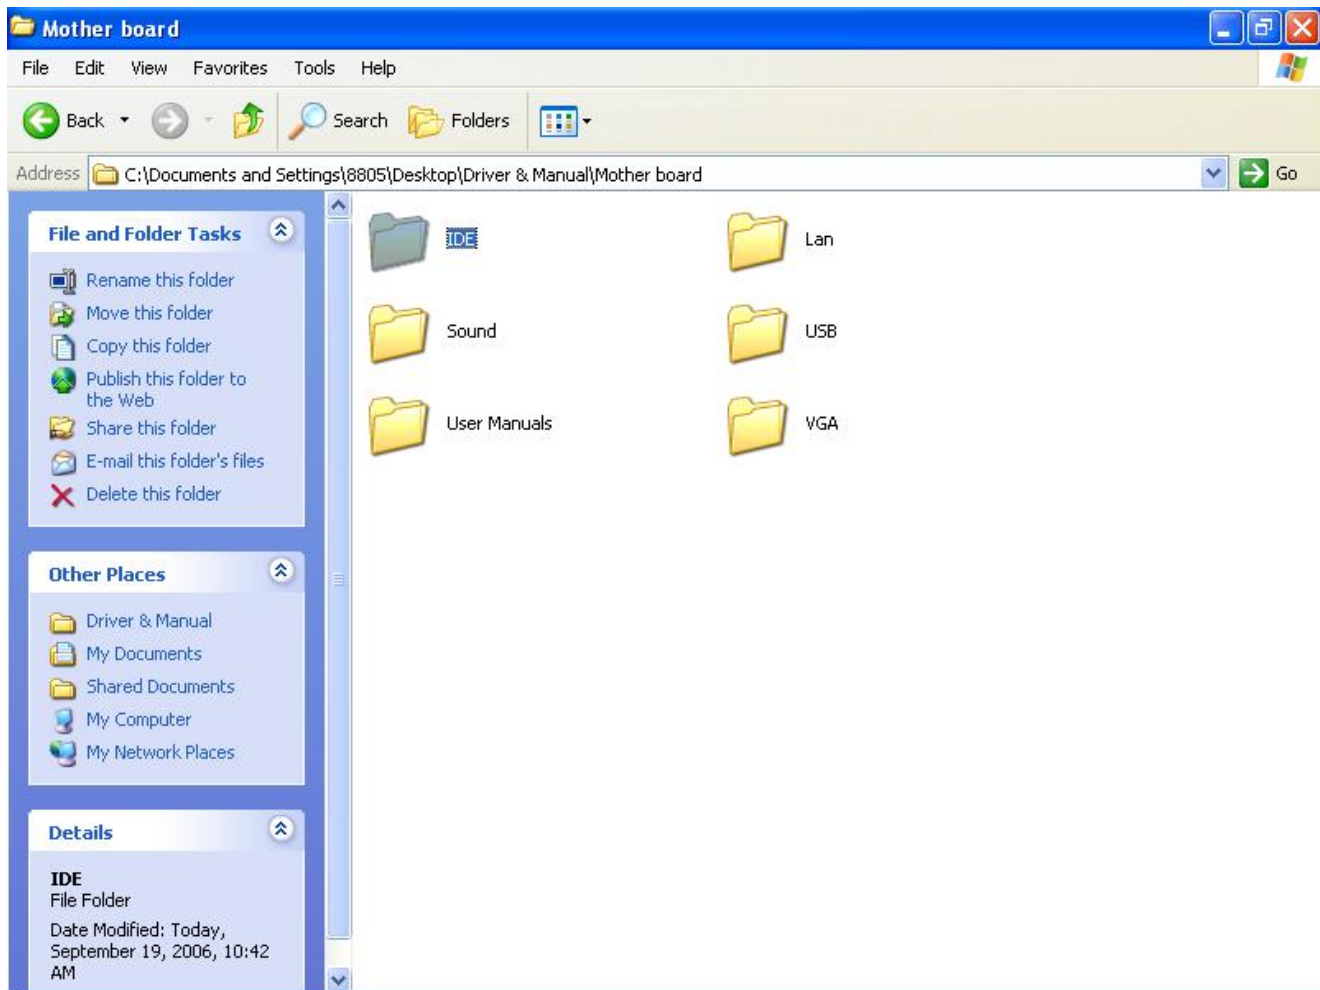 Mother board
File Edit View Favorites Tools Help
Back Search Folders
Address C:\Documents and Settings\8805\Desktop\Driver & Manual\Mother board Go
File and Folder Tasks
Rename this folder
Move this folder
Copy this folder
Publish this folder to
the Web
Share this folder
E-mail this folder's files
Delete this folder
Other Places
Driver & Manual
My Documents
Shared Documents
My Computer
My Network Places
Details
IDE
File Folder
Date Modified: Today,
September 19, 2006, 10:42
AM
IDE Lan
Sound USB
User Manuals VGA